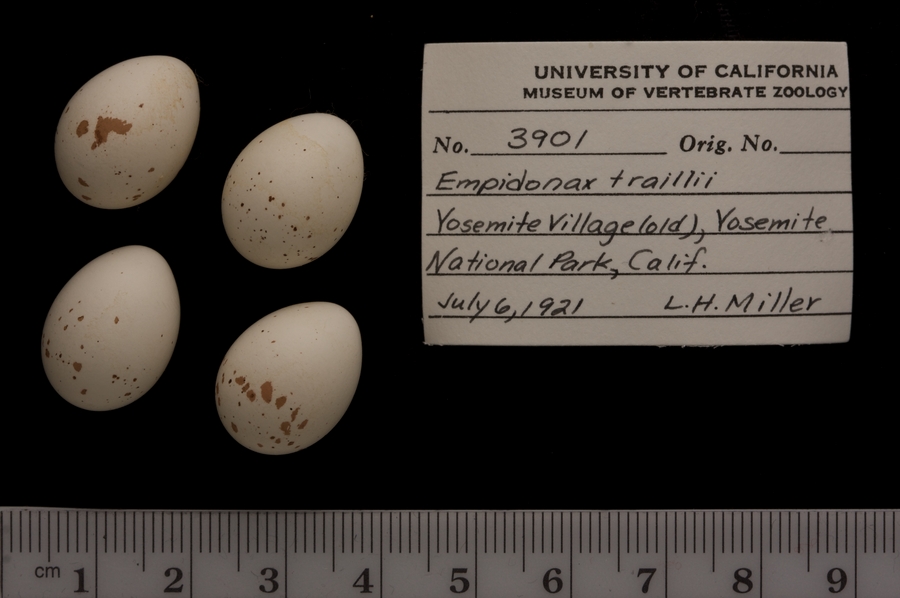 UNIVERSITY OF CALIFORNIA
MUSEUM OF VERTEBRATE ZOOLOGY
No. 3901 Orig. No.
Empidonax traillii
Yosemite Village (old), Yosemite
National Park, Calif.
July 6, 1921 L.H. Miller
cm 1 2 3 4 5 6 7 8 9